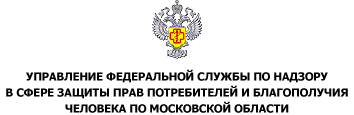 УПРАВЛЕНИЕ ФЕДЕРАЛЬНОЙ СЛУЖБЫ ПО НАДЗОРУ
В СФЕРЕ ЗАЩИТЫ ПРАВ ПОТРЕБИТЕЛЕЙ И БЛАГОПОЛУЧИЯ
ЧЕЛОВЕКА ПО МОСКОВСКОЙ ОБЛАСТИ